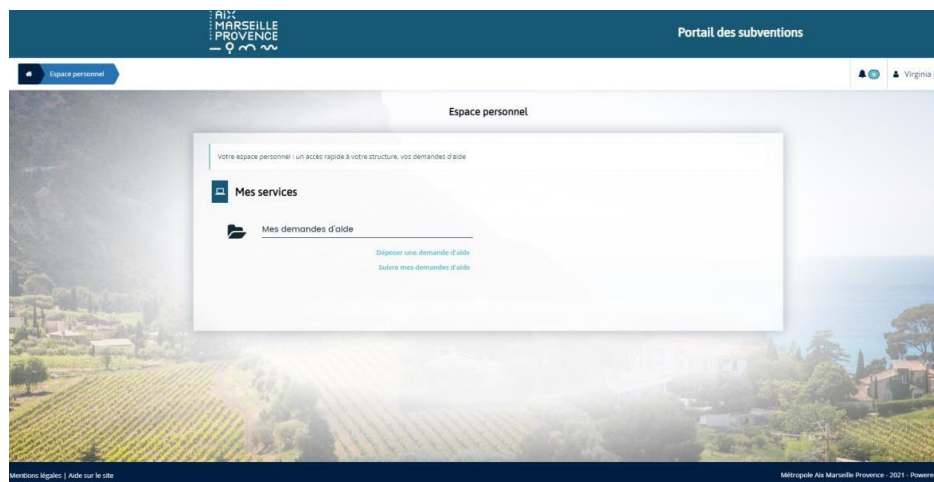 AIX
MARSEILLE
PROVENCE
Portail des subventions
Espace personnel
Virginia
Espace personnel
Votre espace personnel : un accès rapide à votre structure, vos demandes d'aide
Mes services
Mes demandes d'aide
Déposer une demande d'aide
Suivre mes demandes d'aide
Mentions légales | Aide sur le site
Métropole Aix Marseille Provence - 2021 - Powere